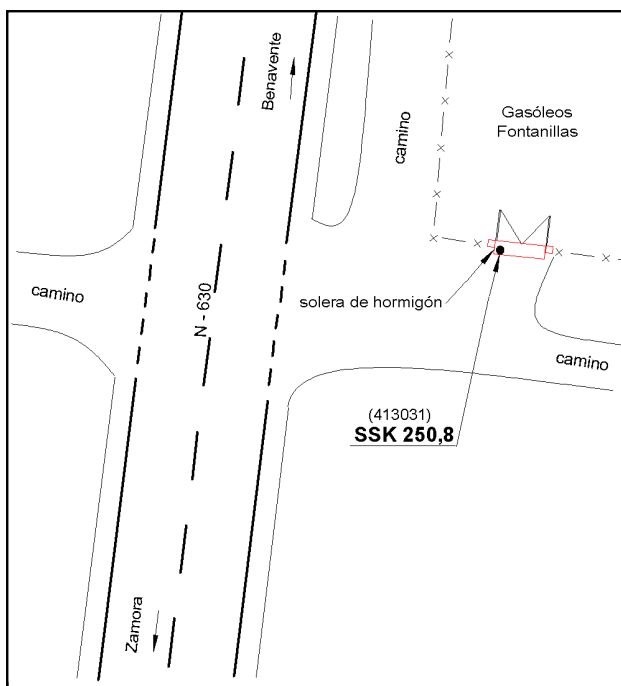 Benavente
camino
Gasóleos
Fontanillas
camino
N - 630
solera de hormigón
camino
(413031)
SSK 250,8
Zamora